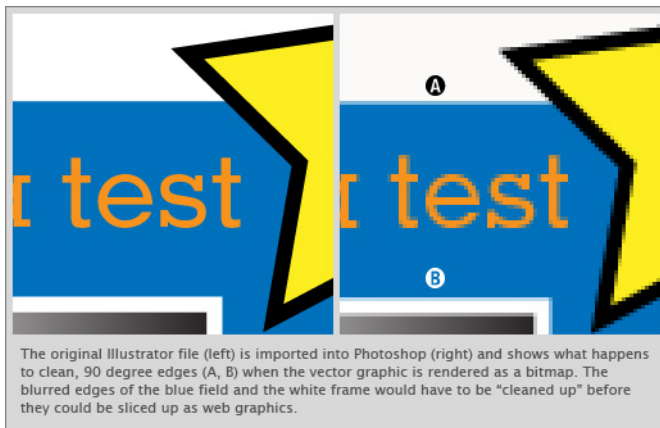 a test
A
a test
B
The original Illustrator file (left) is imported into Photoshop (right) and shows what happens
to clean, 90 degree edges (A, B) when the vector graphic is rendered as a bitmap. The
blurred edges of the blue field and the white frame would have to be “cleaned up” before
they could be sliced up as web graphics.